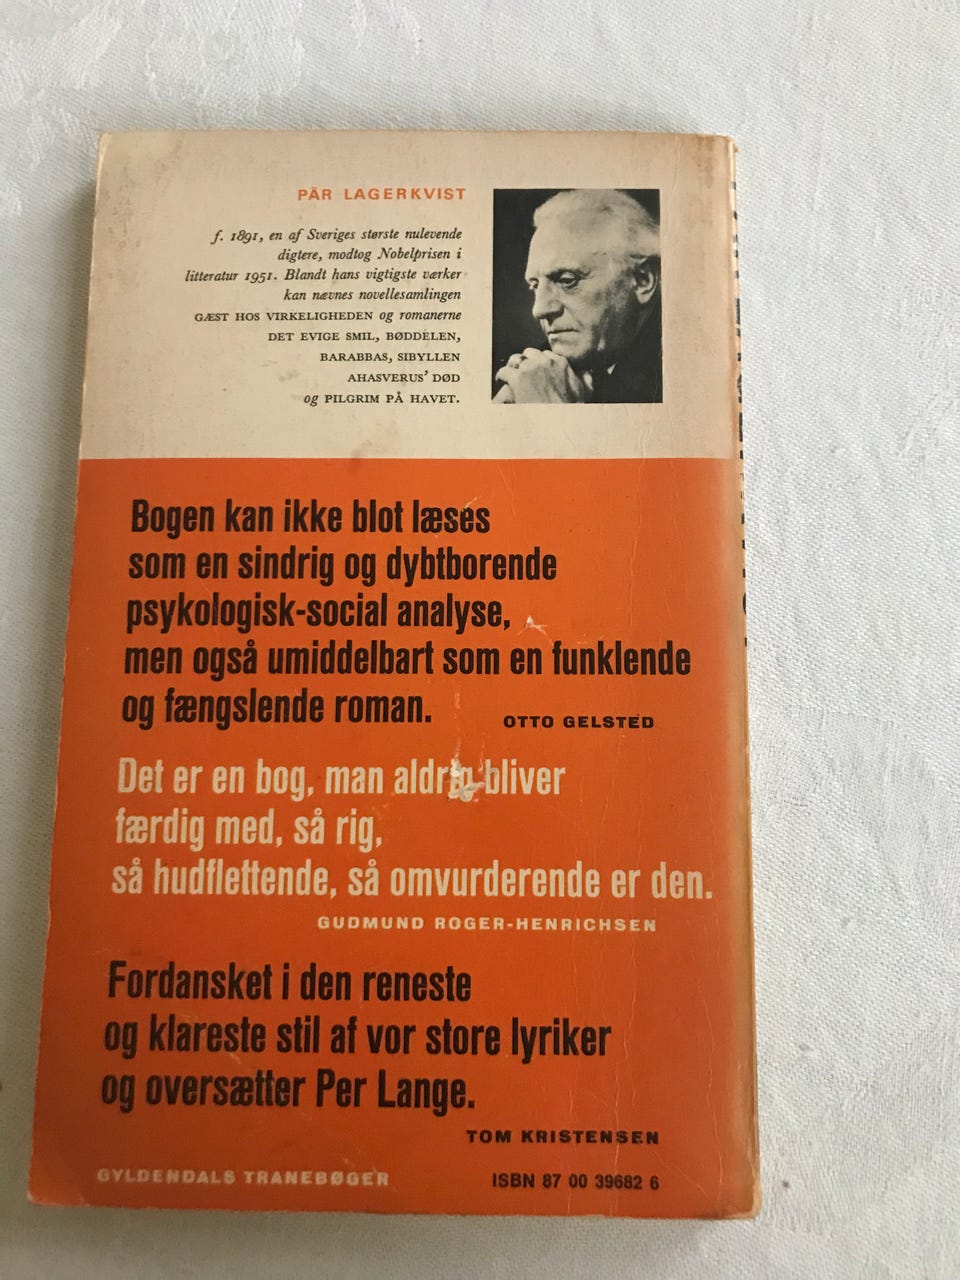 PÄR LAGERKVIST
f. 1891, en af Sveriges største nulevende
digtere, modtog Nobelprisen i
litteratur 1951. Blandt hans vigtigste værker
kan nævnes novellesamlingen
GÆST HOS VIRKELIGHEDEN og romanerne
DET EVIGE SMIL, BØDDELEN,
BARABBAS, SIBYLLEN
AHASVERUS' DØD
og PILGRIM PÅ HAVET.
Bogen kan ikke blot læses
som en sindrig og dybtborende
psykologisk-social analyse,
men også umiddelbart som en funklende
og fængslende roman.
OTTO GELSTED
Det er en bog, man aldrig bliver
færdig med, så rig,
så hudflettende, så omvurderende er den.
GUDMUND ROGER-HENRICHSEN
Fordansket i den reneste
og klareste stil af vor store lyriker
og oversætter Per Lange.
TOM KRISTENSEN
GYLDENDALS TRANEBØGER
ISBN 87 00 39682 6